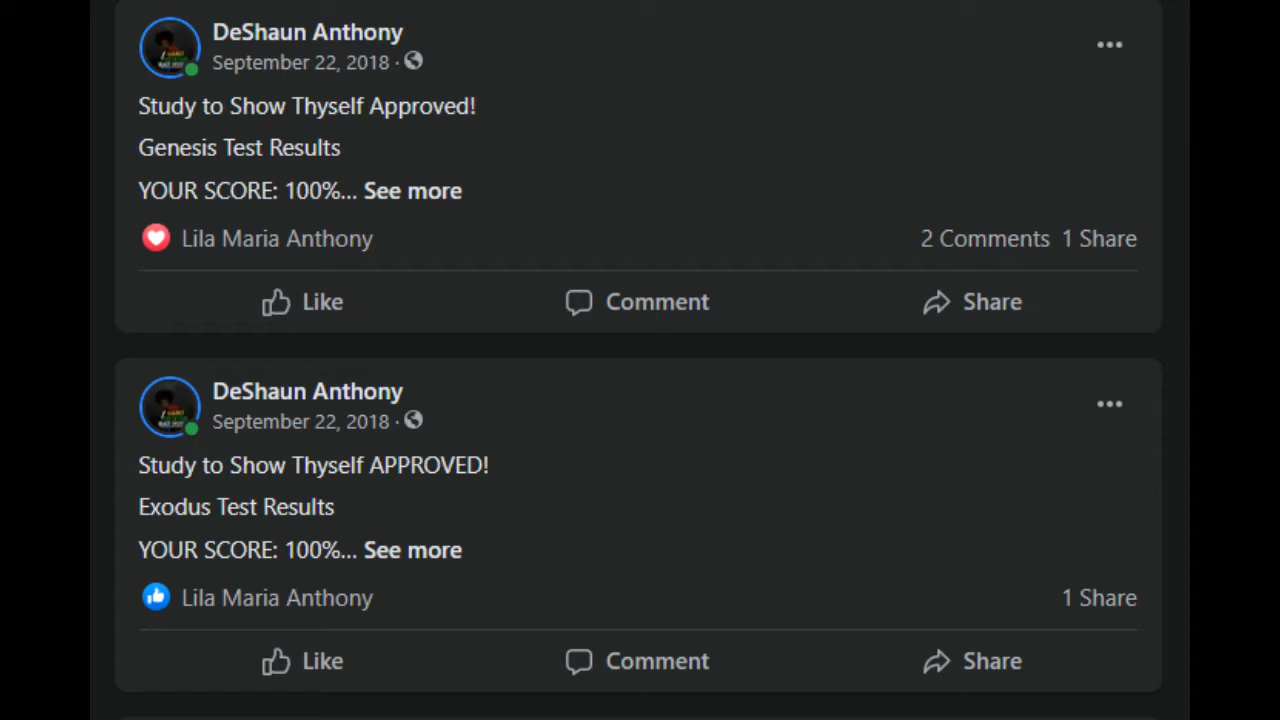 DeShaun Anthony
September 22, 2018 ·
Study to Show Thyself Approved!
Genesis Test Results
YOUR SCORE: 100%... See more
Lila Maria Anthony 2 Comments 1 Share
Like Comment Share
DeShaun Anthony
September 22, 2018 ·
Study to Show Thyself APPROVED!
Exodus Test Results
YOUR SCORE: 100%... See more
Lila Maria Anthony 1 Share
Like Comment Share